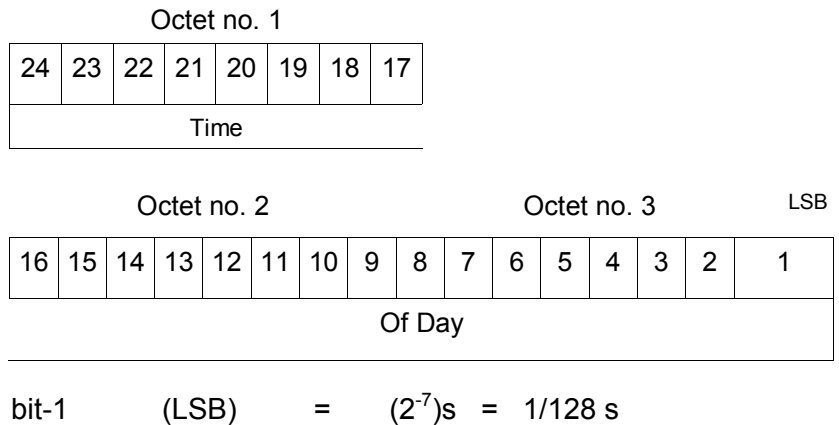 Octet no. 1
24 23 22 21 20 19 18 17
Time
Octet no. 2 Octet no. 3 LSB
16 15 14 13 12 11 10 9 8 7 6 5 4 3 2 1
Of Day
bit-1 (LSB) = (2⁻⁷)s = 1/128 s